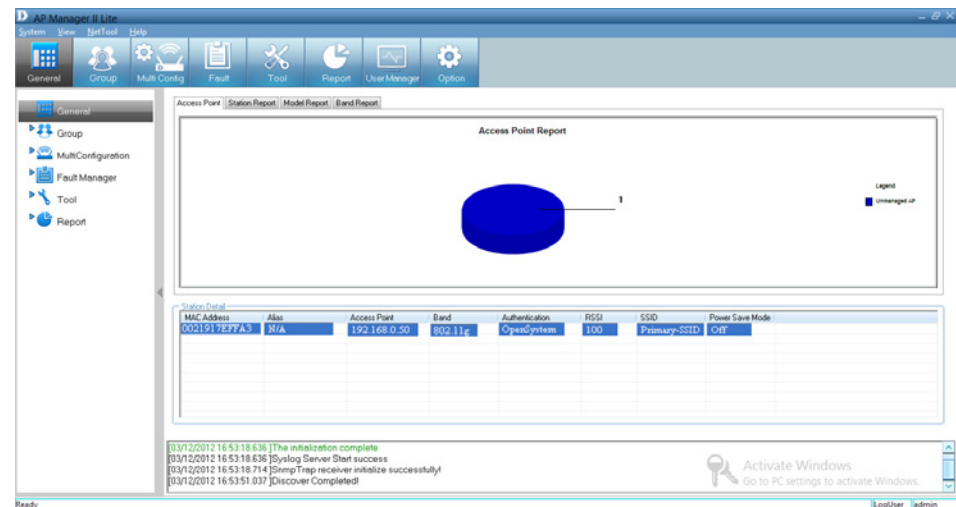 AP Manager II Lite
System View NetTool Help
General Group Multi Config Fault Tool Report User Manager Option
General
Group
MultiConfiguration
Fault Manager
Tool
Report
Access Point Station Report Model Report Band Report
Access Point Report
1
Legend
Unmanaged AP
Station Detail
MAC Address Alias Access Point Band Authentication RSSI SSID Power Save Mode
0021917EFFA3 N/A 192.168.0.50 802.11g OpenSystem 100 Primary-SSID Off
[03/12/2012 16:53:18.636 ]The initialization complete
[03/12/2012 16:53:18.636 ]Syslog Server Start success
[03/12/2012 16:53:18.714 ]SnmpTrap receiver initialize successfully!
[03/12/2012 16:53:51.037 ]Discover Completed!
Activate Windows
Go to PC settings to activate Windows.
Ready LogUser admin